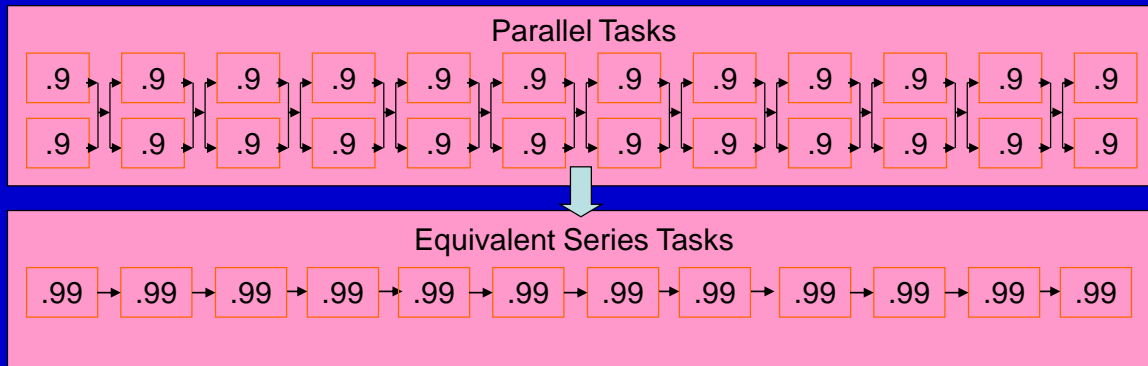 Parallel Tasks
.9 .9 .9 .9 .9 .9 .9 .9 .9 .9 .9 .9
.9 .9 .9 .9 .9 .9 .9 .9 .9 .9 .9 .9
Equivalent Series Tasks
.99 .99 .99 .99 .99 .99 .99 .99 .99 .99 .99 .99